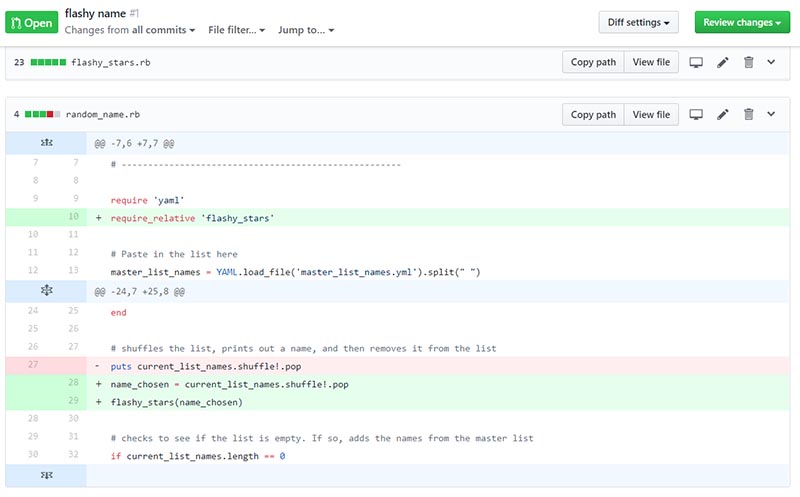 Open
flashy name #1
Changes from all commits File filter... Jump to...
Diff settings
Review changes
23 flashy_stars.rb Copy path View file
4 random_name.rb Copy path View file
@@ -7,6 +7,7 @@
7 7 # ---------------------------------------------------
8 8
9 9 require 'yaml'
10 + require_relative 'flashy_stars'
10 11
11 12 # Paste in the list here
12 13 master_list_names = YAML.load_file('master_list_names.yml').split(" ")
@@ -24,7 +25,8 @@
24 25 end
25 26
26 27 # shuffles the list, prints out a name, and then removes it from the list
27 - puts current_list_names.shuffle!.pop
28 + name_chosen = current_list_names.shuffle!.pop
29 + flashy_stars(name_chosen)
28 30
29 31 # checks to see if the list is empty. If so, adds the names from the master list
30 32 if current_list_names.length == 0